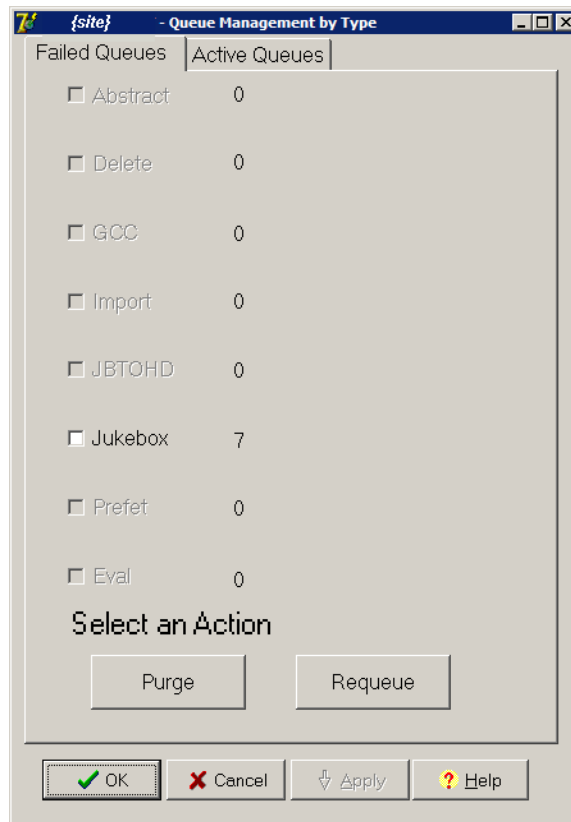 {site} - Queue Management by Type
Failed Queues Active Queues
Abstract 0
Delete 0
GCC 0
Import 0
JBTOHD 0
Jukebox 7
Prefet 0
Eval 0
Select an Action
Purge Requeue
OK Cancel Apply Help